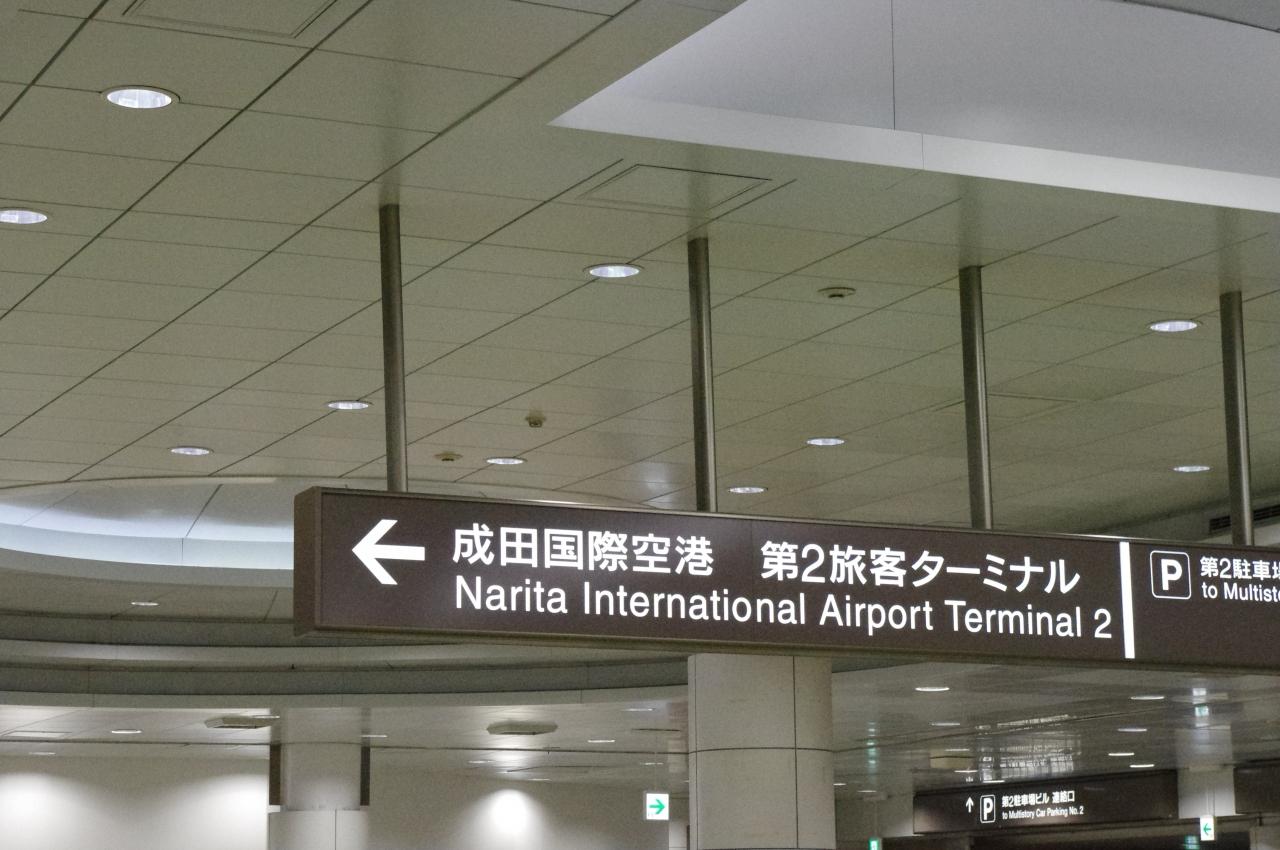 成田国際空港 第2旅客ターミナル
Narita International Airport Terminal 2
P
第2駐車場
to Multist
P
第2駐車場ビル 連絡口
to Multistory Car Parking No. 2